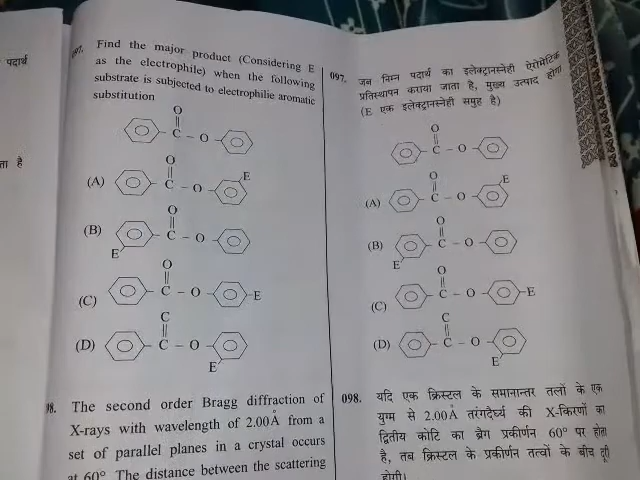 पदार्थ
ता है
097. Find the major product (Considering E
as the electrophile) when the following
substrate is subjected to electrophilie aromatic
substitution
O
C - O
(A)
O
C - O
E
(B)
O
C - O
E
(C)
O
C - O
E
(D)
C
C - O
E
98. The second order Bragg diffraction of
X-rays with wavelength of 2.00Å from a
set of parallel planes in a crystal occurs
at 60°. The distance between the scattering
097. जब निम्न पदार्थ का इलेक्ट्रानस्नेही ऐरोमेटिक
प्रतिस्थापन कराया जाता है, मुख्य उत्पाद होगा
(E एक इलेक्ट्रानस्नेही समुह है)
O
C - O
(A)
O
C - O
E
(B)
O
C - O
E
(C)
O
C - O
E
(D)
C
C - O
E
098. यदि एक क्रिस्टल के समानान्तर तलों के एक
युग्म से 2.00Å तरंगदैर्ध्य की X-किरणों का
द्वितीय कोटि का ब्रैग प्रकीर्णन 60° पर होता
है, तब क्रिस्टल के प्रकीर्णन तत्वों के बीच दूरी
होगी।